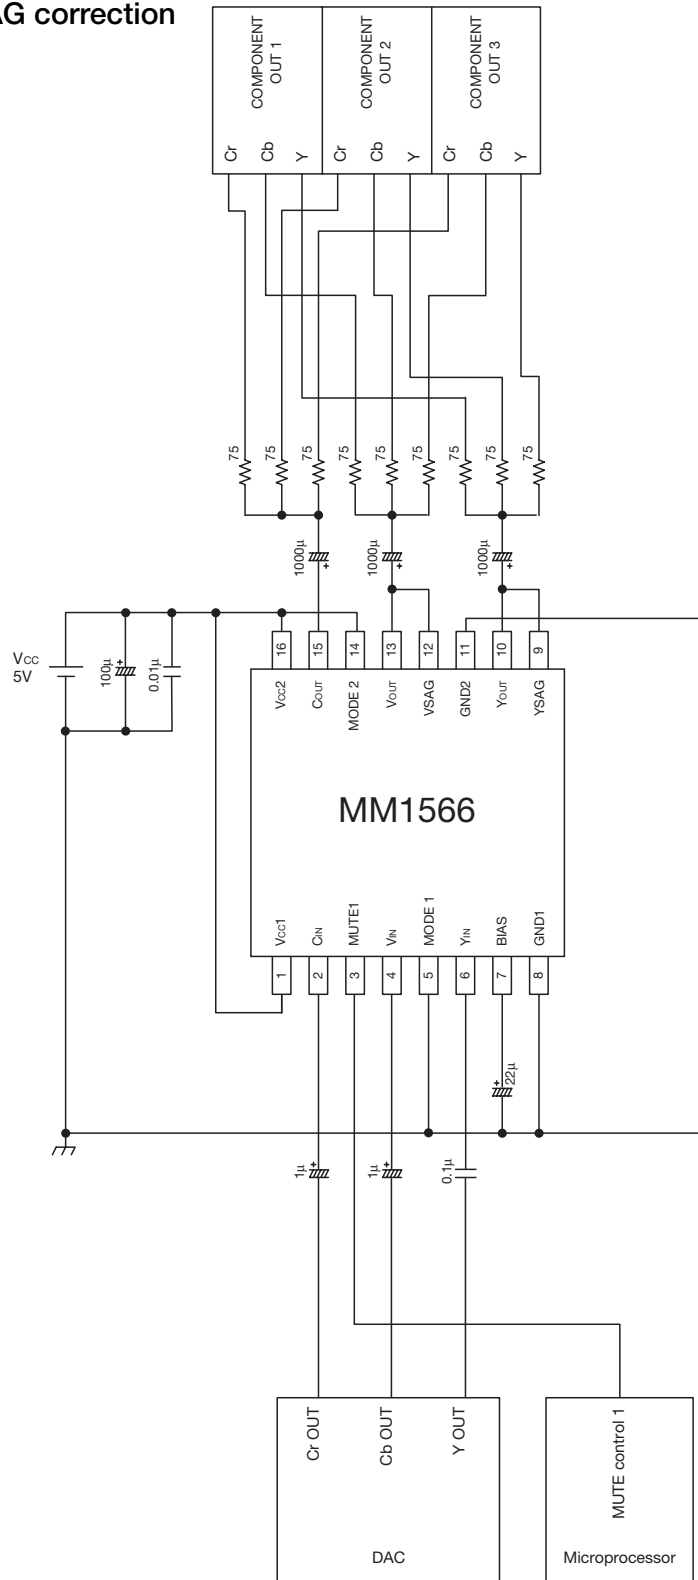 AG correction
COMPONENT
OUT 1
COMPONENT
OUT 2
COMPONENT
OUT 3
Cr
Cb
Y
Cr
Cb
Y
Cr
Cb
Y
75
75
75
75
75
75
75
75
75
1000µ
+
1000µ
+
1000µ
+
VCC
5V
100µ
+
0.01µ
16
15
14
13
12
11
10
9
VCC2
COUT
MODE 2
VOUT
VSAG
GND2
YOUT
YSAG
MM1566
VCC1
CIN
MUTE1
VIN
MODE 1
YIN
BIAS
GND1
1
2
3
4
5
6
7
8
+
22µ
1µ
+
1µ
+
0.1µ
Cr OUT
Cb OUT
Y OUT
DAC
MUTE control 1
Microprocessor